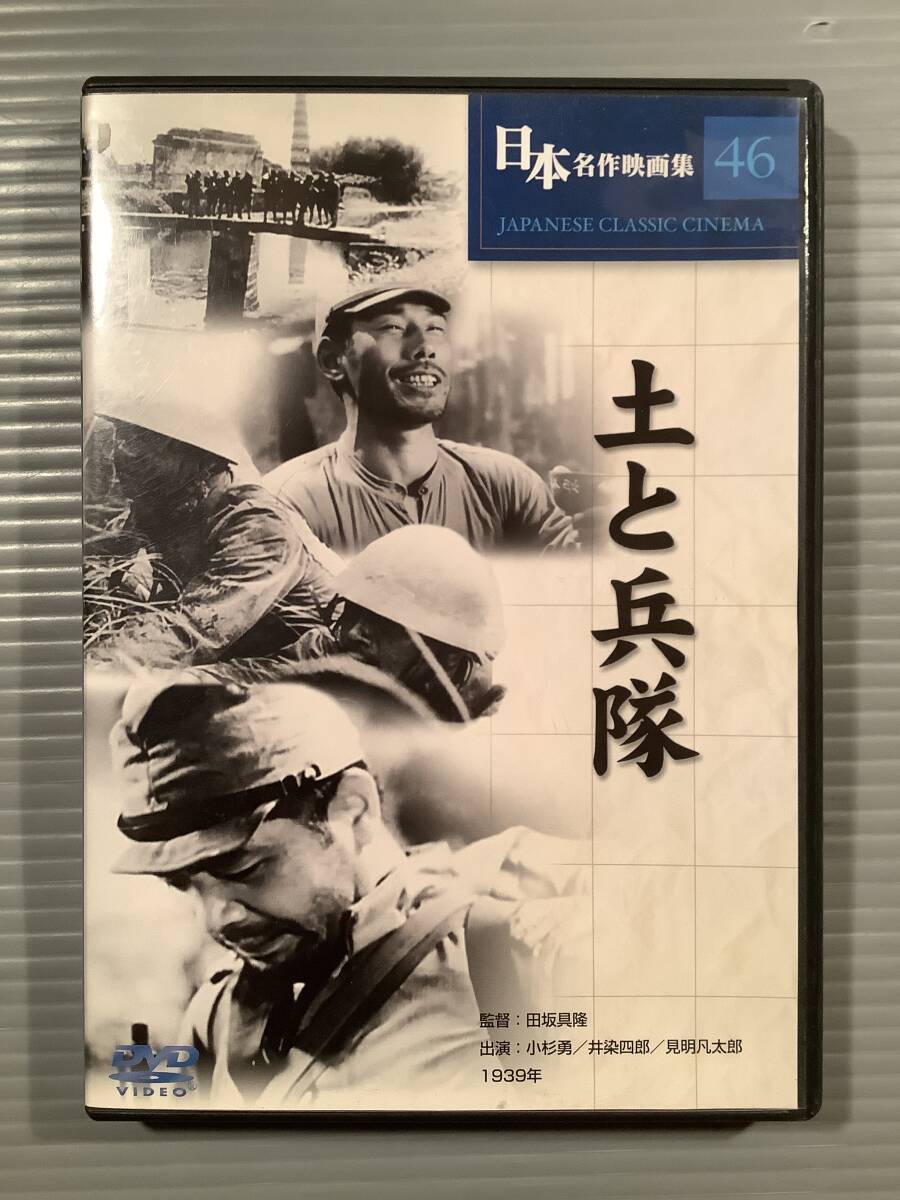 日本名作映画集 46
JAPANESE CLASSIC CINEMA
土と兵隊
監督：田坂具隆
出演：小杉勇／井染四郎／見明凡太郎
1939年
DVD
VIDEO